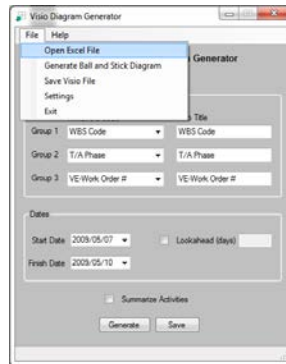 Visio Diagram Generator
File Help
Open Excel File
Generate Ball and Stick Diagram
Save Visio File
Settings
Exit
Generator
Title
Group 1 WBS Code WBS Code
Group 2 T/A Phase T/A Phase
Group 3 VE-Work Order # VE-Work Order #
Dates
Start Date 2009/05/07 Lookahead (days)
Finish Date 2009/05/10
Summarize Activities
Generate Save